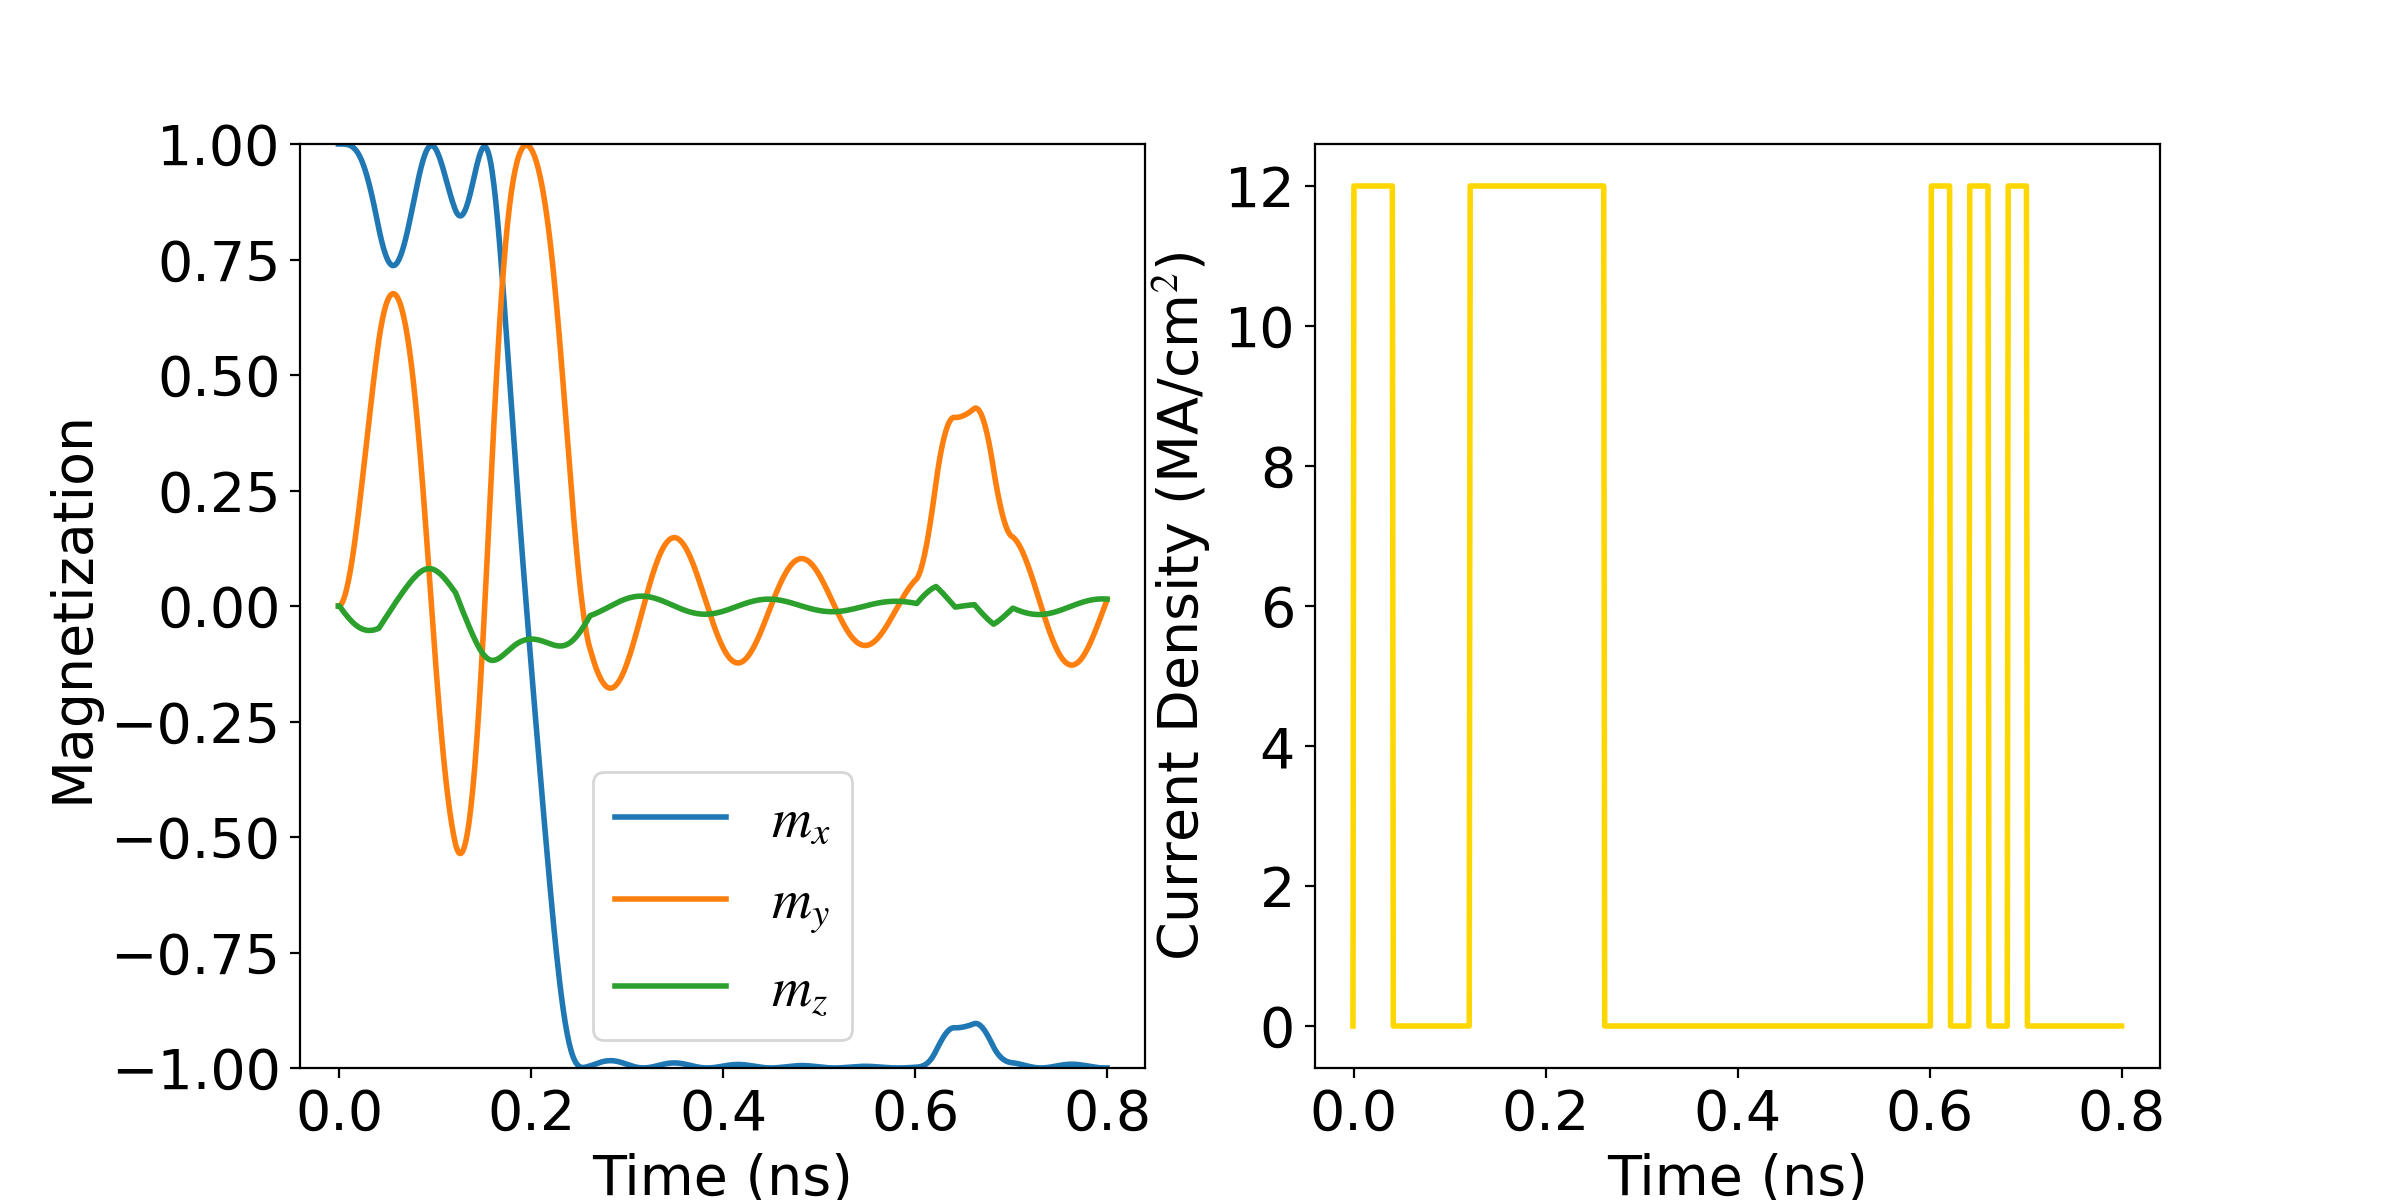 Magnetization
1.00
0.75
0.50
0.25
0.00
−0.25
−0.50
−0.75
−1.00
m_x
m_y
m_z
0.0 0.2 0.4 0.6 0.8
Time (ns)
Current Density (MA/cm²)
12
10
8
6
4
2
0
0.0 0.2 0.4 0.6 0.8
Time (ns)